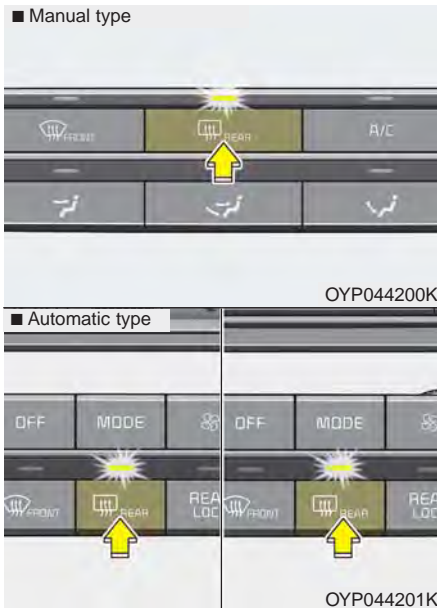 ■ Manual type
FRONT REAR A/C
OYP044200K
■ Automatic type
OFF MODE OFF MODE
FRONT REAR REA LOC FRONT REAR REA LOC
OYP044201K